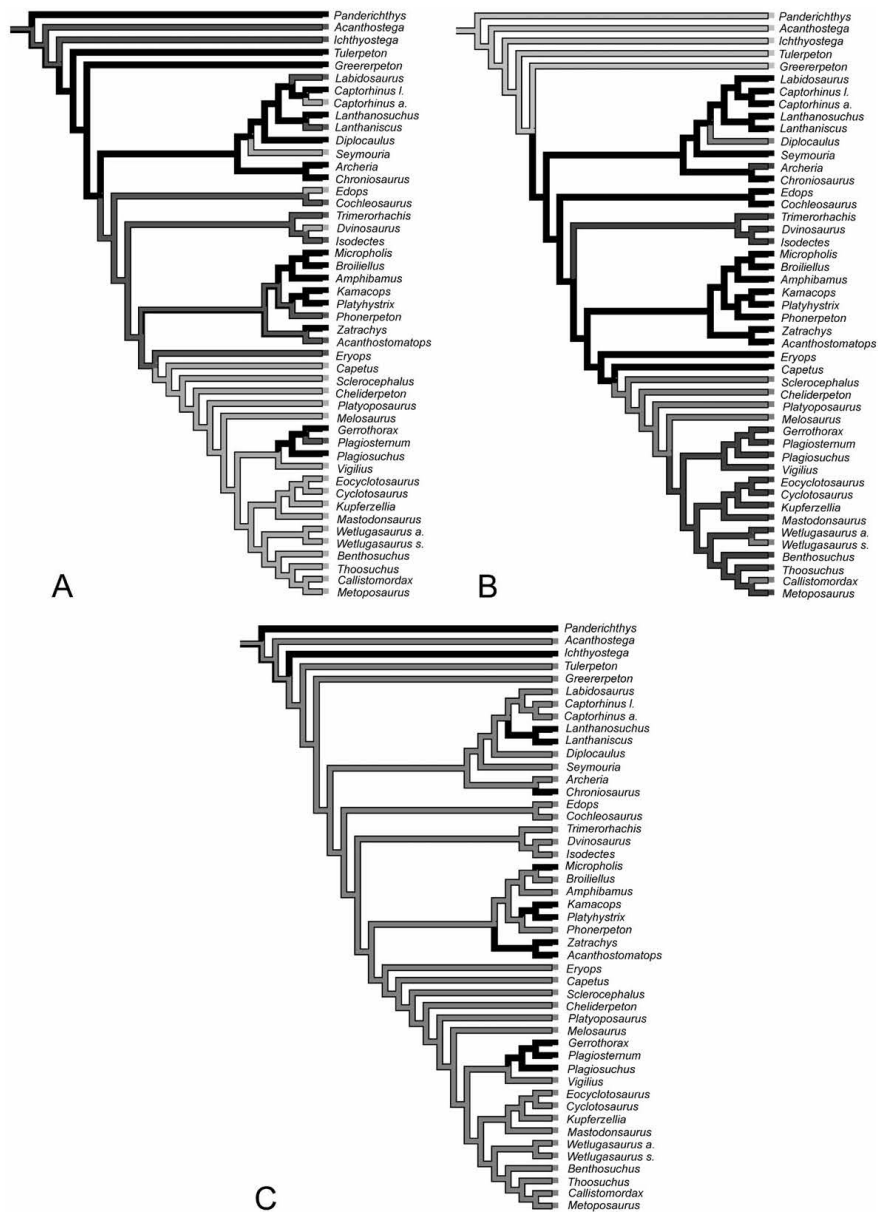 Panderichthys
Acanthostega
Ichthyostega
Tulerpeton
Greererpeton
Labidosaurus
Captorhinus l.
Captorhinus a.
Lanthanosuchus
Lanthaniscus
Diplocaulus
Seymouria
Archeria
Chroniosaurus
Edops
Cochleosaurus
Trimerorhachis
Dvinosaurus
Isodectes
Micropholis
Broiliellus
Amphibamus
Kamacops
Platyhystrix
Phonerpeton
Zatrachys
Acanthostomatops
Eryops
Capetus
Sclerocephalus
Cheliderpeton
Platyoposaurus
Melosaurus
Gerrothorax
Plagiosternum
Plagiosuchus
Vigilius
Eocyclotosaurus
Cyclotosaurus
Kupferzellia
Mastodonsaurus
Wetlugasaurus a.
Wetlugasaurus s.
Benthosuchus
Thoosuchus
Callistomordax
Metoposaurus
A
Panderichthys
Acanthostega
Ichthyostega
Tulerpeton
Greererpeton
Labidosaurus
Captorhinus l.
Captorhinus a.
Lanthanosuchus
Lanthaniscus
Diplocaulus
Seymouria
Archeria
Chroniosaurus
Edops
Cochleosaurus
Trimerorhachis
Dvinosaurus
Isodectes
Micropholis
Broiliellus
Amphibamus
Kamacops
Platyhystrix
Phonerpeton
Zatrachys
Acanthostomatops
Eryops
Capetus
Sclerocephalus
Cheliderpeton
Platyoposaurus
Melosaurus
Gerrothorax
Plagiosternum
Plagiosuchus
Vigilius
Eocyclotosaurus
Cyclotosaurus
Kupferzellia
Mastodonsaurus
Wetlugasaurus a.
Wetlugasaurus s.
Benthosuchus
Thoosuchus
Callistomordax
Metoposaurus
B
Panderichthys
Acanthostega
Ichthyostega
Tulerpeton
Greererpeton
Labidosaurus
Captorhinus l.
Captorhinus a.
Lanthanosuchus
Lanthaniscus
Diplocaulus
Seymouria
Archeria
Chroniosaurus
Edops
Cochleosaurus
Trimerorhachis
Dvinosaurus
Isodectes
Micropholis
Broiliellus
Amphibamus
Kamacops
Platyhystrix
Phonerpeton
Zatrachys
Acanthostomatops
Eryops
Capetus
Sclerocephalus
Cheliderpeton
Platyoposaurus
Melosaurus
Gerrothorax
Plagiosternum
Plagiosuchus
Vigilius
Eocyclotosaurus
Cyclotosaurus
Kupferzellia
Mastodonsaurus
Wetlugasaurus a.
Wetlugasaurus s.
Benthosuchus
Thoosuchus
Callistomordax
Metoposaurus
C